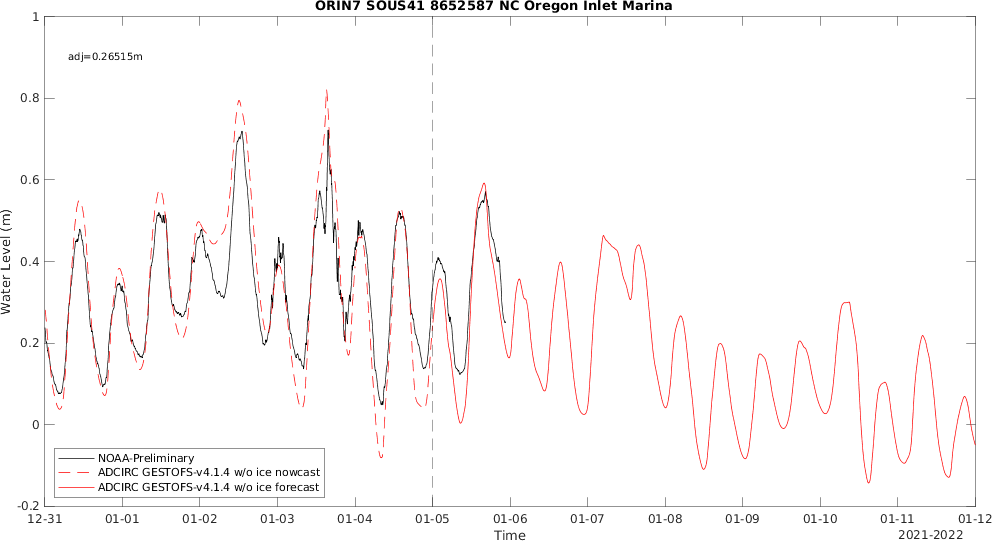 ORIN7 SOUS41 8652587 NC Oregon Inlet Marina
adj=0.26515m
Water Level (m)
1
0.8
0.6
0.4
0.2
0
-0.2
NOAA-Preliminary
ADCIRC GESTOFS-v4.1.4 w/o ice nowcast
ADCIRC GESTOFS-v4.1.4 w/o ice forecast
12-31 01-01 01-02 01-03 01-04 01-05 01-06 01-07 01-08 01-09 01-10 01-11 01-12
Time
2021-2022